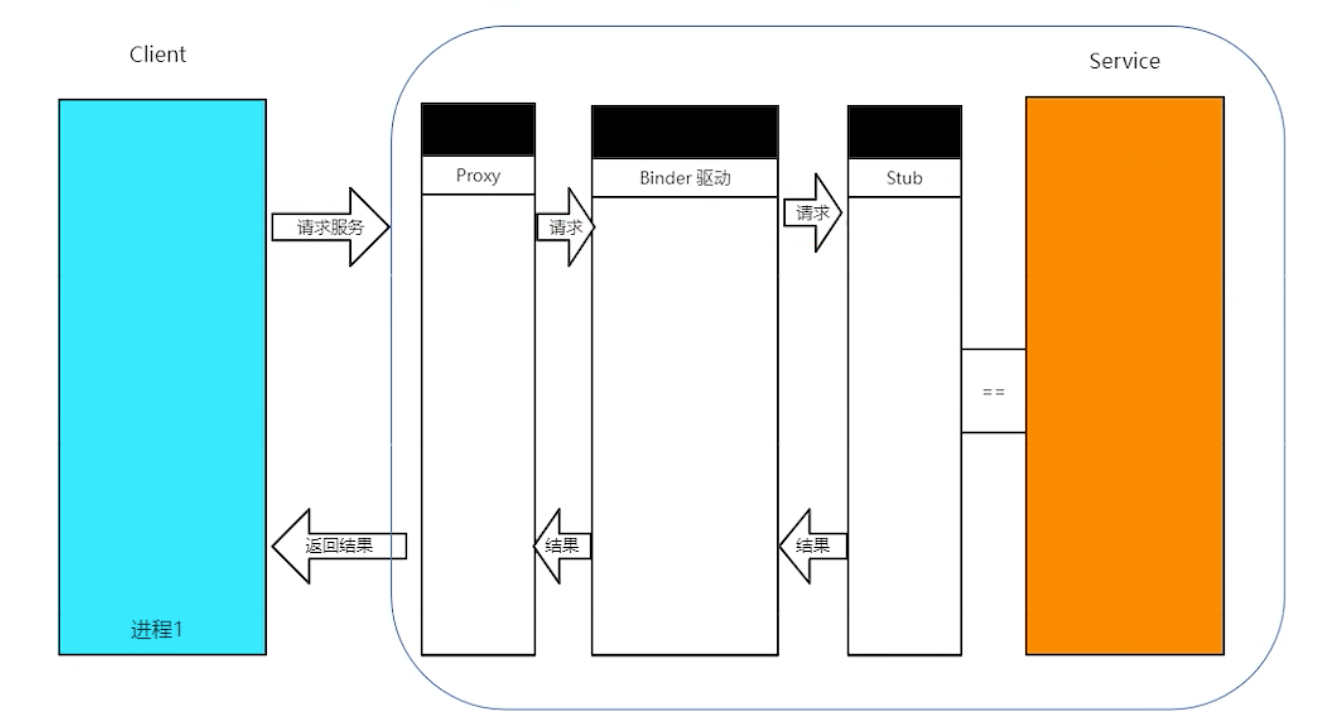 Client
Service
Proxy
Binder 驱动
Stub
请求服务
请求
请求
==
返回结果
结果
结果
进程1